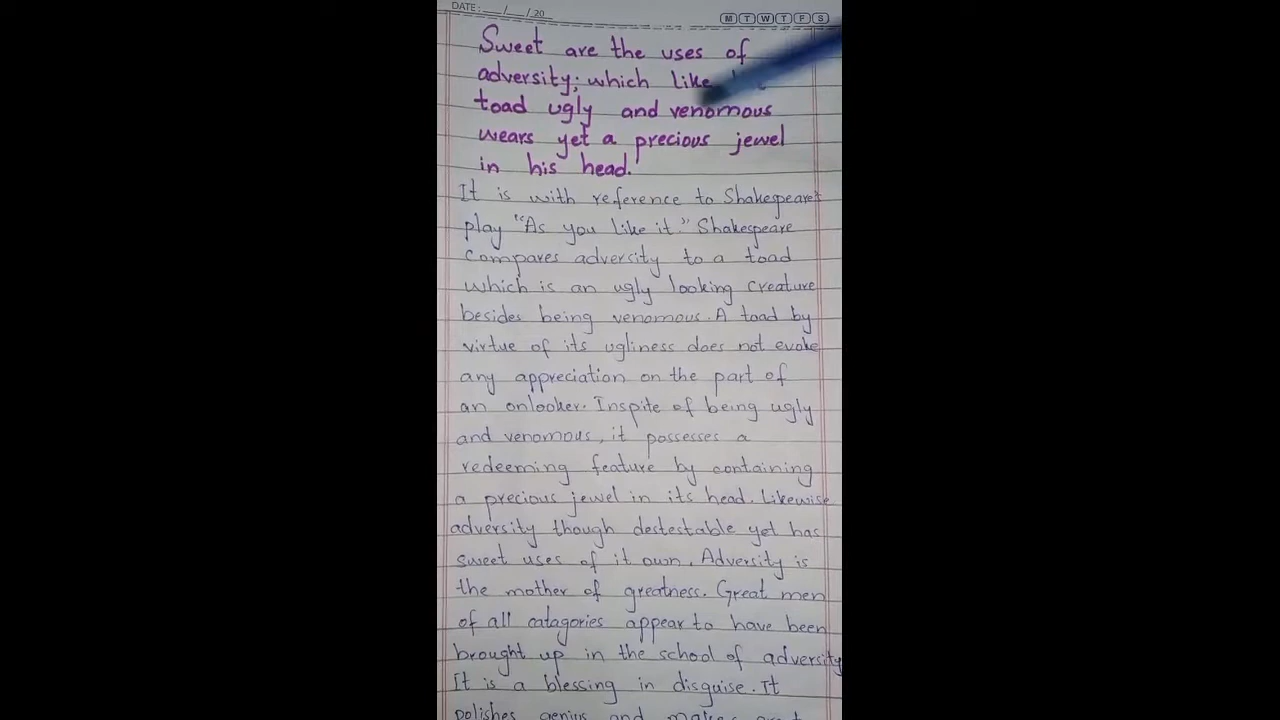 DATE: __/__/20__
M T W T F S
Sweet are the uses of
adversity; which like
toad ugly and venomous
wears yet a precious jewel
in his head.
It is with reference to Shakespeare's
play "As you like it." Shakespeare
compares adversity to a toad
which is an ugly looking creature
besides being venomous. A toad by
virtue of its ugliness does not evoke
any appreciation on the part of
an onlooker. Inspite of being ugly
and venomous, it possesses a
redeeming feature by containing
a precious jewel in its head. Likewise
adversity though destestable yet has
sweet uses of it own. Adversity is
the mother of greatness. Great men
of all catagories appear to have been
brought up in the school of adversity
It is a blessing in disguise. It
polishes genius and makes